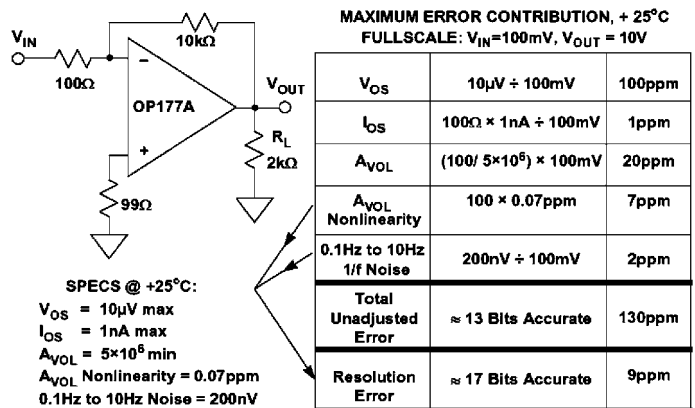 V_IN
100Ω
10kΩ
−
+
OP177A
V_OUT
R_L
2kΩ
99Ω
SPECS @ +25°C:
V_OS = 10µV max
I_OS = 1nA max
A_VOL = 5×10⁶ min
A_VOL Nonlinearity = 0.07ppm
0.1Hz to 10Hz Noise = 200nV
MAXIMUM ERROR CONTRIBUTION, + 25°C
FULLSCALE: V_IN=100mV, V_OUT = 10V
V_OS 10µV ÷ 100mV 100ppm
I_OS 100Ω × 1nA ÷ 100mV 1ppm
A_VOL (100/ 5×10⁶) × 100mV 20ppm
A_VOL
Nonlinearity 100 × 0.07ppm 7ppm
0.1Hz to 10Hz
1/f Noise 200nV ÷ 100mV 2ppm
Total
Unadjusted
Error ≈ 13 Bits Accurate 130ppm
Resolution
Error ≈ 17 Bits Accurate 9ppm